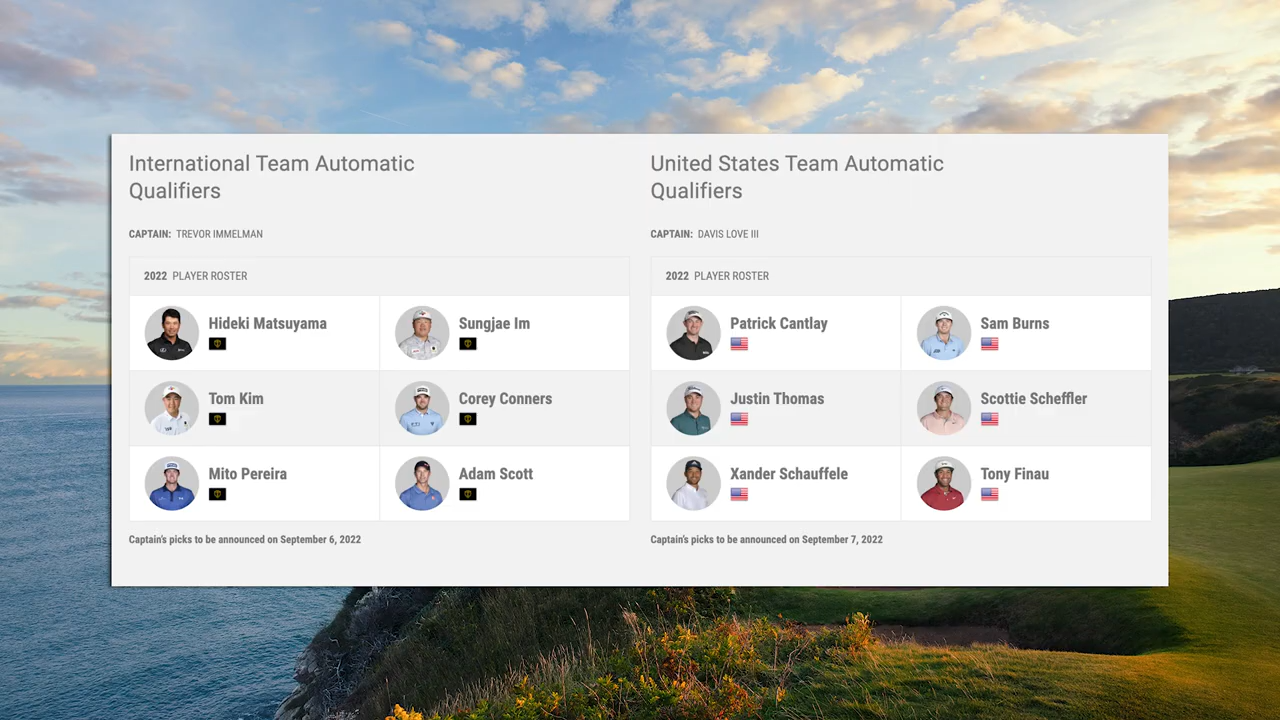 International Team Automatic
Qualifiers
CAPTAIN: TREVOR IMMELMAN
2022 PLAYER ROSTER
Hideki Matsuyama
Sungjae Im
Tom Kim
Corey Conners
Mito Pereira
Adam Scott
Captain's picks to be announced on September 6, 2022
United States Team Automatic
Qualifiers
CAPTAIN: DAVIS LOVE III
2022 PLAYER ROSTER
Patrick Cantlay
Sam Burns
Justin Thomas
Scottie Scheffler
Xander Schauffele
Tony Finau
Captain's picks to be announced on September 7, 2022